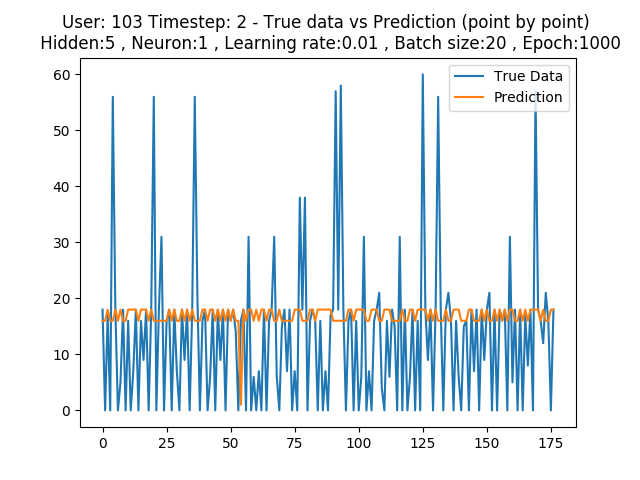 User: 103 Timestep: 2 - True data vs Prediction (point by point)
Hidden:5 , Neuron:1 , Learning rate:0.01 , Batch size:20 , Epoch:1000
True Data
Prediction
60
50
40
30
20
10
0
0 25 50 75 100 125 150 175